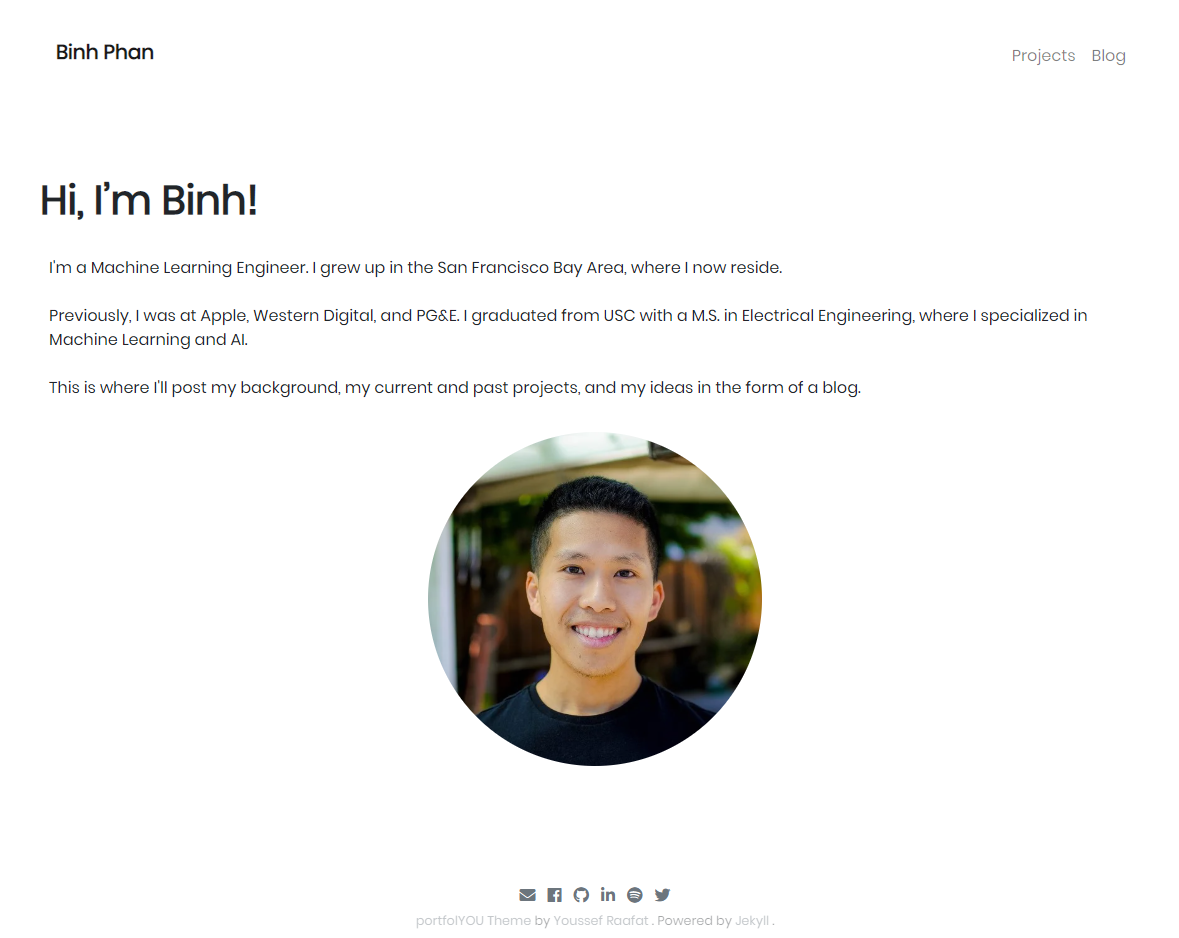 Binh Phan
Projects Blog
Hi, I’m Binh!
I'm a Machine Learning Engineer. I grew up in the San Francisco Bay Area, where I now reside.
Previously, I was at Apple, Western Digital, and PG&E. I graduated from USC with a M.S. in Electrical Engineering, where I specialized in
Machine Learning and AI.
This is where I'll post my background, my current and past projects, and my ideas in the form of a blog.
portfolYOU Theme by Youssef Raafat . Powered by Jekyll .